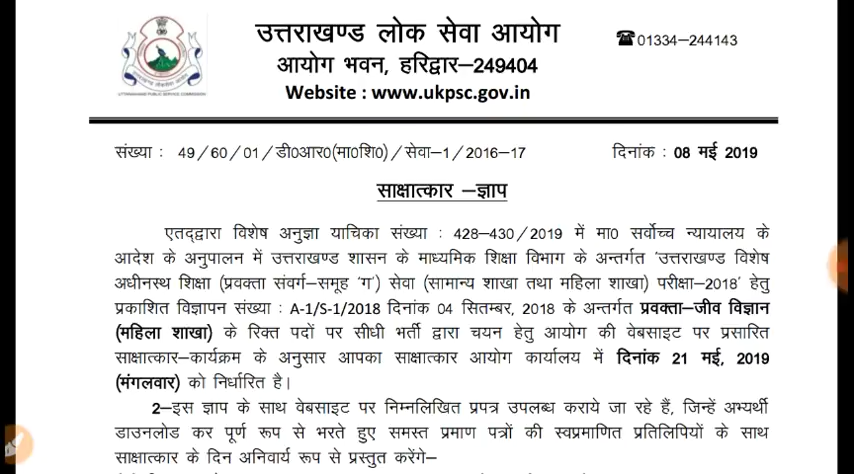 उत्तराखण्ड लोक सेवा आयोग
आयोग भवन, हरिद्वार–249404
Website : www.ukpsc.gov.in
☎01334–244143
UTTARAKHAND PUBLIC SERVICE COMMISSION
संख्या : 49/60/01/डी0आर0(मा0शि0)/सेवा–1/2016–17
दिनांक : 08 मई 2019
साक्षात्कार –ज्ञाप
एतद्द्वारा विशेष अनुज्ञा याचिका संख्या : 428–430/2019 में मा0 सर्वोच्च न्यायालय के
आदेश के अनुपालन में उत्तराखण्ड शासन के माध्यमिक शिक्षा विभाग के अन्तर्गत 'उत्तराखण्ड विशेष
अधीनस्थ शिक्षा (प्रवक्ता संवर्ग–समूह 'ग') सेवा (सामान्य शाखा तथा महिला शाखा) परीक्षा–2018' हेतु
प्रकाशित विज्ञापन संख्या : A-1/S-1/2018 दिनांक 04 सितम्बर, 2018 के अन्तर्गत प्रवक्ता–जीव विज्ञान
(महिला शाखा) के रिक्त पदों पर सीधी भर्ती द्वारा चयन हेतु आयोग की वेबसाइट पर प्रसारित
साक्षात्कार–कार्यक्रम के अनुसार आपका साक्षात्कार आयोग कार्यालय में दिनांक 21 मई, 2019
(मंगलवार) को निर्धारित है।
2–इस ज्ञाप के साथ वेबसाइट पर निम्नलिखित प्रपत्र उपलब्ध कराये जा रहे हैं, जिन्हें अभ्यर्थी
डाउनलोड कर पूर्ण रूप से भरते हुए समस्त प्रमाण पत्रों की स्वप्रमाणित प्रतिलिपियों के साथ
साक्षात्कार के दिन अनिवार्य रूप से प्रस्तुत करेंगे–